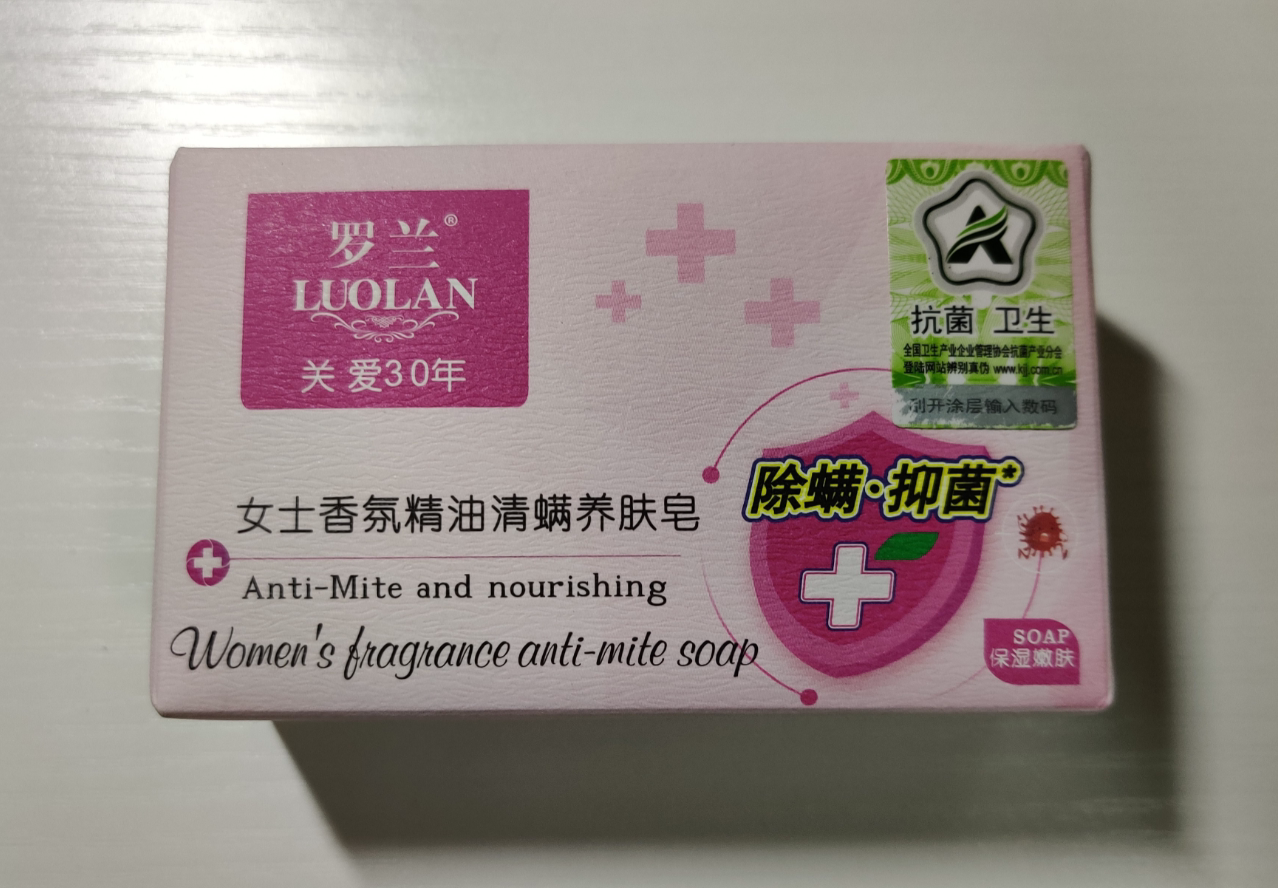 罗兰®
LUOLAN
关爱30年
抗菌 卫生
全国卫生产业企业管理协会抗菌产业分会
登陆网站辨别真伪 www.kjj.com.cn
刮开涂层输入数码
除螨·抑菌*
女士香氛精油清螨养肤皂
Anti-Mite and nourishing
Women's fragrance anti-mite soap
SOAP
保湿嫩肤